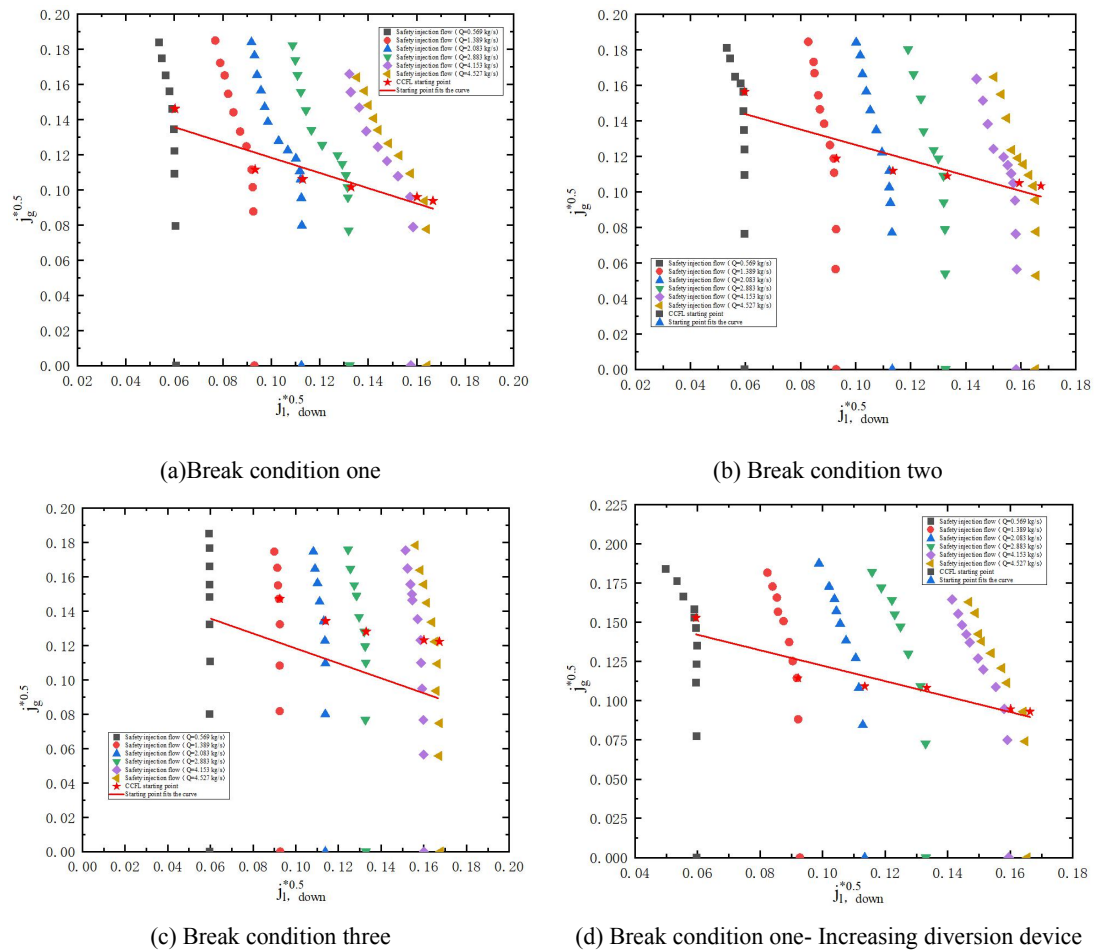 0.20
0.18
0.16
0.14
0.12
0.10
0.08
0.06
0.04
0.02
0.00
j_g^{*0.5}
Safety injection flow ( Q=0.569 kg/s)
Safety injection flow ( Q=1.389 kg/s)
Safety injection flow ( Q=2.083 kg/s)
Safety injection flow ( Q=2.883 kg/s)
Safety injection flow ( Q=4.153 kg/s)
Safety injection flow ( Q=4.527 kg/s)
CCFL starting point
Starting point fits the curve
0.02 0.04 0.06 0.08 0.10 0.12 0.14 0.16 0.18 0.20
j_{l, down}^{*0.5}
(a)Break condition one
0.20
0.18
0.16
0.14
0.12
0.10
0.08
0.06
0.04
0.02
0.00
j_g^{*0.5}
Safety injection flow ( Q=0.569 kg/s)
Safety injection flow ( Q=1.389 kg/s)
Safety injection flow ( Q=2.083 kg/s)
Safety injection flow ( Q=2.883 kg/s)
Safety injection flow ( Q=4.153 kg/s)
Safety injection flow ( Q=4.527 kg/s)
CCFL starting point
Starting point fits the curve
0.02 0.04 0.06 0.08 0.10 0.12 0.14 0.16 0.18
j_{l, down}^{*0.5}
(b) Break condition two
0.20
0.18
0.16
0.14
0.12
0.10
0.08
0.06
0.04
0.02
0.00
j_g^{*0.5}
Safety injection flow ( Q=0.569 kg/s)
Safety injection flow ( Q=1.389 kg/s)
Safety injection flow ( Q=2.083 kg/s)
Safety injection flow ( Q=2.883 kg/s)
Safety injection flow ( Q=4.153 kg/s)
Safety injection flow ( Q=4.527 kg/s)
CCFL starting point
Starting point fits the curve
0.00 0.02 0.04 0.06 0.08 0.10 0.12 0.14 0.16 0.18 0.20
j_{l, down}^{*0.5}
(c) Break condition three
0.225
0.200
0.175
0.150
0.125
0.100
0.075
0.050
0.025
0.000
j_g^{*0.5}
Safety injection flow ( Q=0.569 kg/s)
Safety injection flow ( Q=1.389 kg/s)
Safety injection flow ( Q=2.083 kg/s)
Safety injection flow ( Q=2.883 kg/s)
Safety injection flow ( Q=4.153 kg/s)
Safety injection flow ( Q=4.527 kg/s)
CCFL starting point
Starting point fits the curve
0.04 0.06 0.08 0.10 0.12 0.14 0.16 0.18
j_{l, down}^{*0.5}
(d) Break condition one- Increasing diversion device